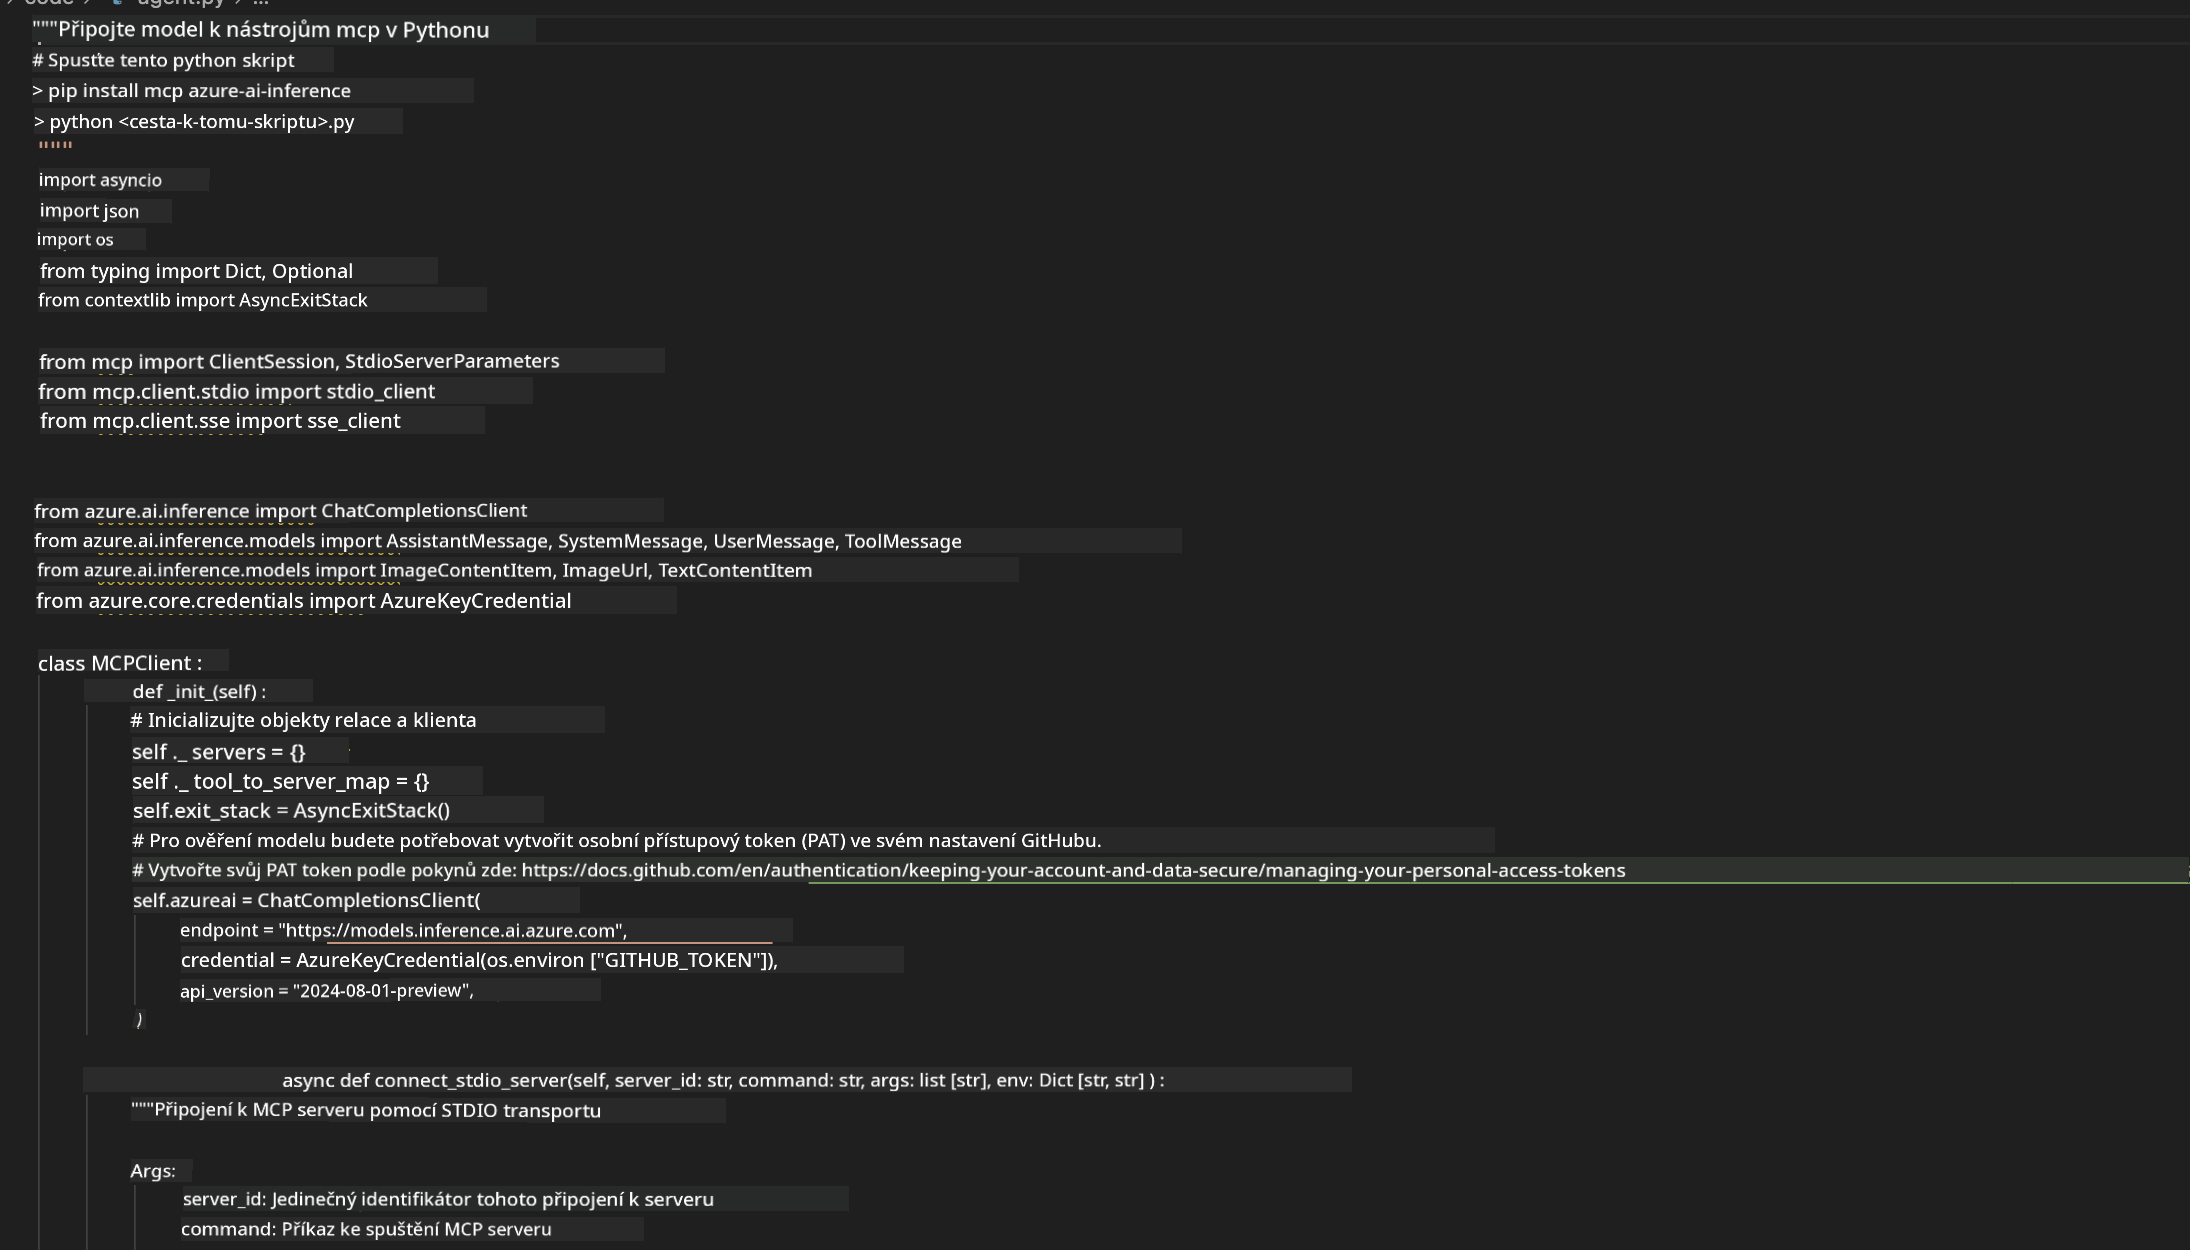 code > agent.py > ...
"""Připojte model k nástrojům mcp v Pythonu
# Spusťte tento python skript
> pip install mcp azure-ai-inference
> python <cesta-k-tomu-skriptu>.py
"""
import asyncio
import json
import os
from typing import Dict, Optional
from contextlib import AsyncExitStack
from mcp import ClientSession, StdioServerParameters
from mcp.client.stdio import stdio_client
from mcp.client.sse import sse_client
from azure.ai.inference import ChatCompletionsClient
from azure.ai.inference.models import AssistantMessage, SystemMessage, UserMessage, ToolMessage
from azure.ai.inference.models import ImageContentItem, ImageUrl, TextContentItem
from azure.core.credentials import AzureKeyCredential
class MCPClient :
def _init_(self) :
# Inicializujte objekty relace a klienta
self ._ servers = {}
self ._ tool_to_server_map = {}
self.exit_stack = AsyncExitStack()
# Pro ověření modelu budete potřebovat vytvořit osobní přístupový token (PAT) ve svém nastavení GitHubu.
# Vytvořte svůj PAT token podle pokynů zde: https://docs.github.com/en/authentication/keeping-your-account-and-data-secure/managing-your-personal-access-tokens
self.azureai = ChatCompletionsClient(
endpoint = "https://models.inference.ai.azure.com",
credential = AzureKeyCredential(os.environ ["GITHUB_TOKEN"]),
api_version = "2024-08-01-preview",
)
async def connect_stdio_server(self, server_id: str, command: str, args: list [str], env: Dict [str, str] ) :
"""Připojení k MCP serveru pomocí STDIO transportu
Args:
server_id: Jedinečný identifikátor tohoto připojení k serveru
command: Příkaz ke spuštění MCP serveru